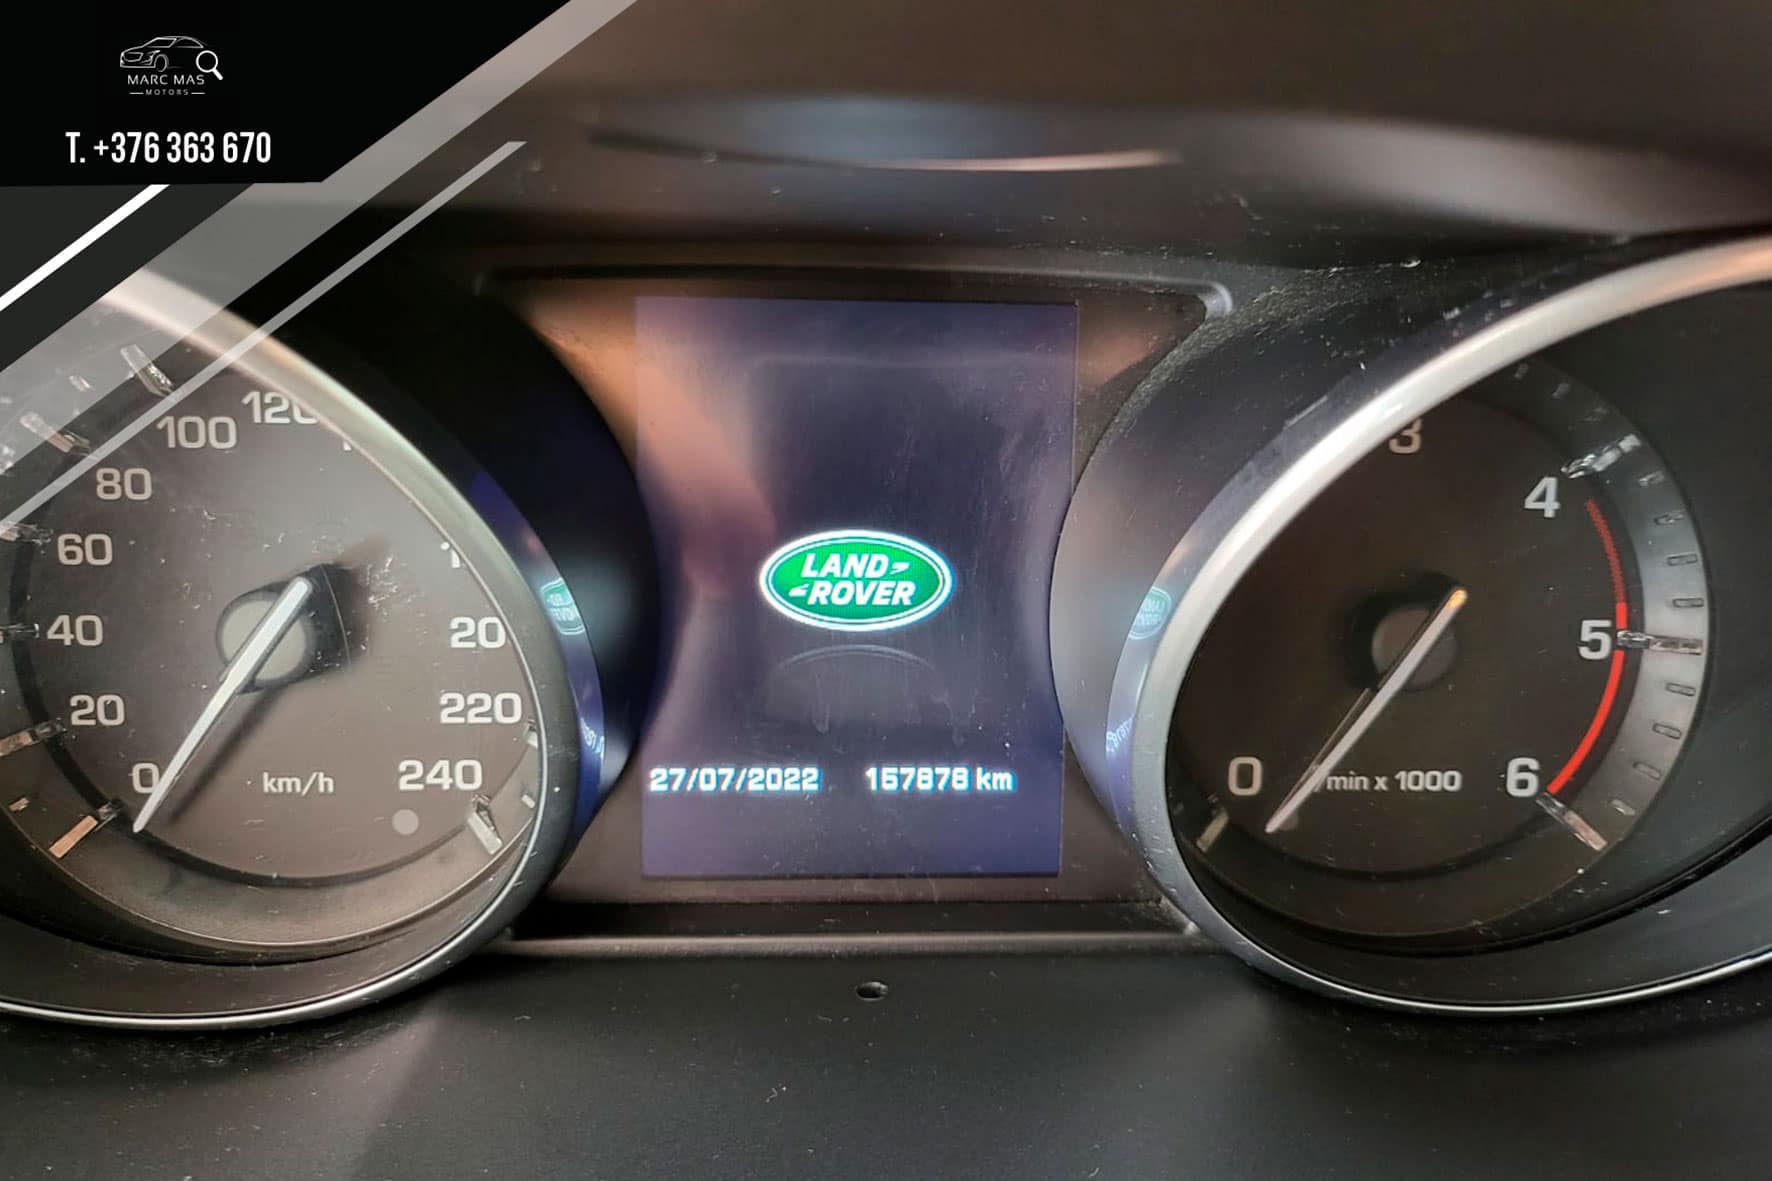 MARC MAS
MOTORS
T. +376 363 670
120
100
80
60
40
20
0
km/h
20
220
240
LAND
ROVER
27/07/2022 157878 km
3
4
5
6
0
min x 1000